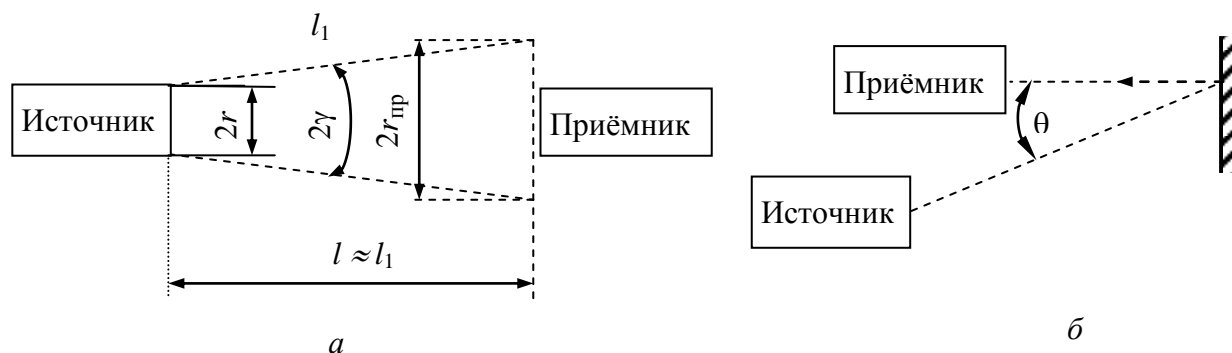 l₁
Источник
2r
2γ
2rпр
Приёмник
l ≈ l₁
а
Приёмник
θ
Источник
б